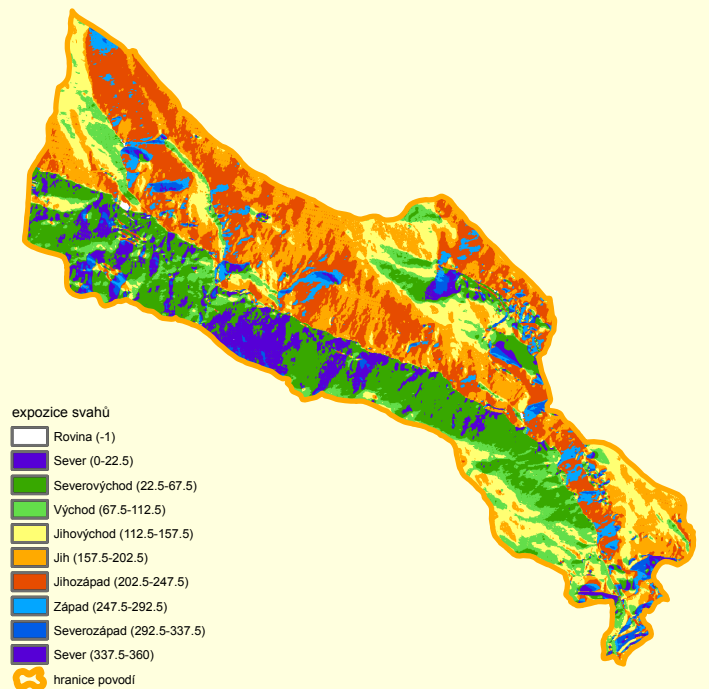 expozice svahů
Rovina (-1)
Sever (0-22.5)
Severovýchod (22.5-67.5)
Východ (67.5-112.5)
Jihovýchod (112.5-157.5)
Jih (157.5-202.5)
Jihozápad (202.5-247.5)
Západ (247.5-292.5)
Severozápad (292.5-337.5)
Sever (337.5-360)
hranice povodí